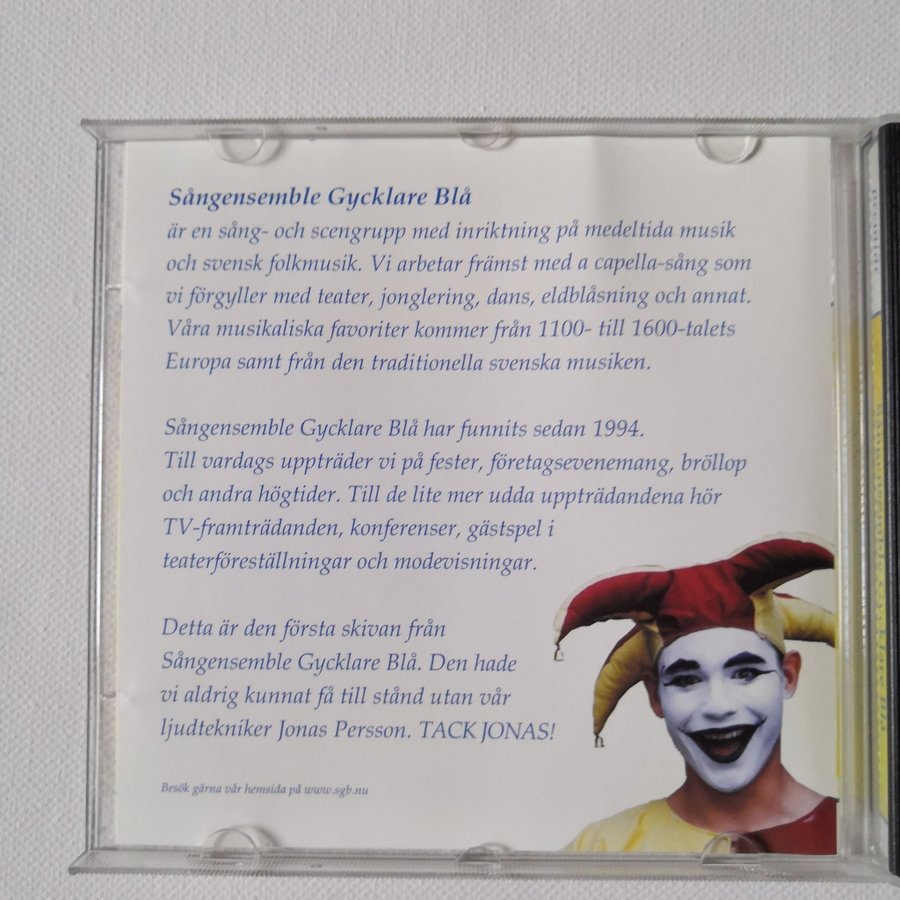 Sångensemble Gycklare Blå
är en sång- och scengrupp med inriktning på medeltida musik
och svensk folkmusik. Vi arbetar främst med a capella-sång som
vi förgyller med teater, jonglering, dans, eldblåsning och annat.
Våra musikaliska favoriter kommer från 1100- till 1600-talets
Europa samt från den traditionella svenska musiken.
Sångensemble Gycklare Blå har funnits sedan 1994.
Till vardags uppträder vi på fester, företagsevenemang, bröllop
och andra högtider. Till de lite mer udda uppträdandena hör
TV-framträdanden, konferenser, gästspel i
teaterföreställningar och modevisningar.
Detta är den första skivan från
Sångensemble Gycklare Blå. Den hade
vi aldrig kunnat få till stånd utan vår
ljudtekniker Jonas Persson. TACK JONAS!
Besök gärna vår hemsida på www.sgb.nu